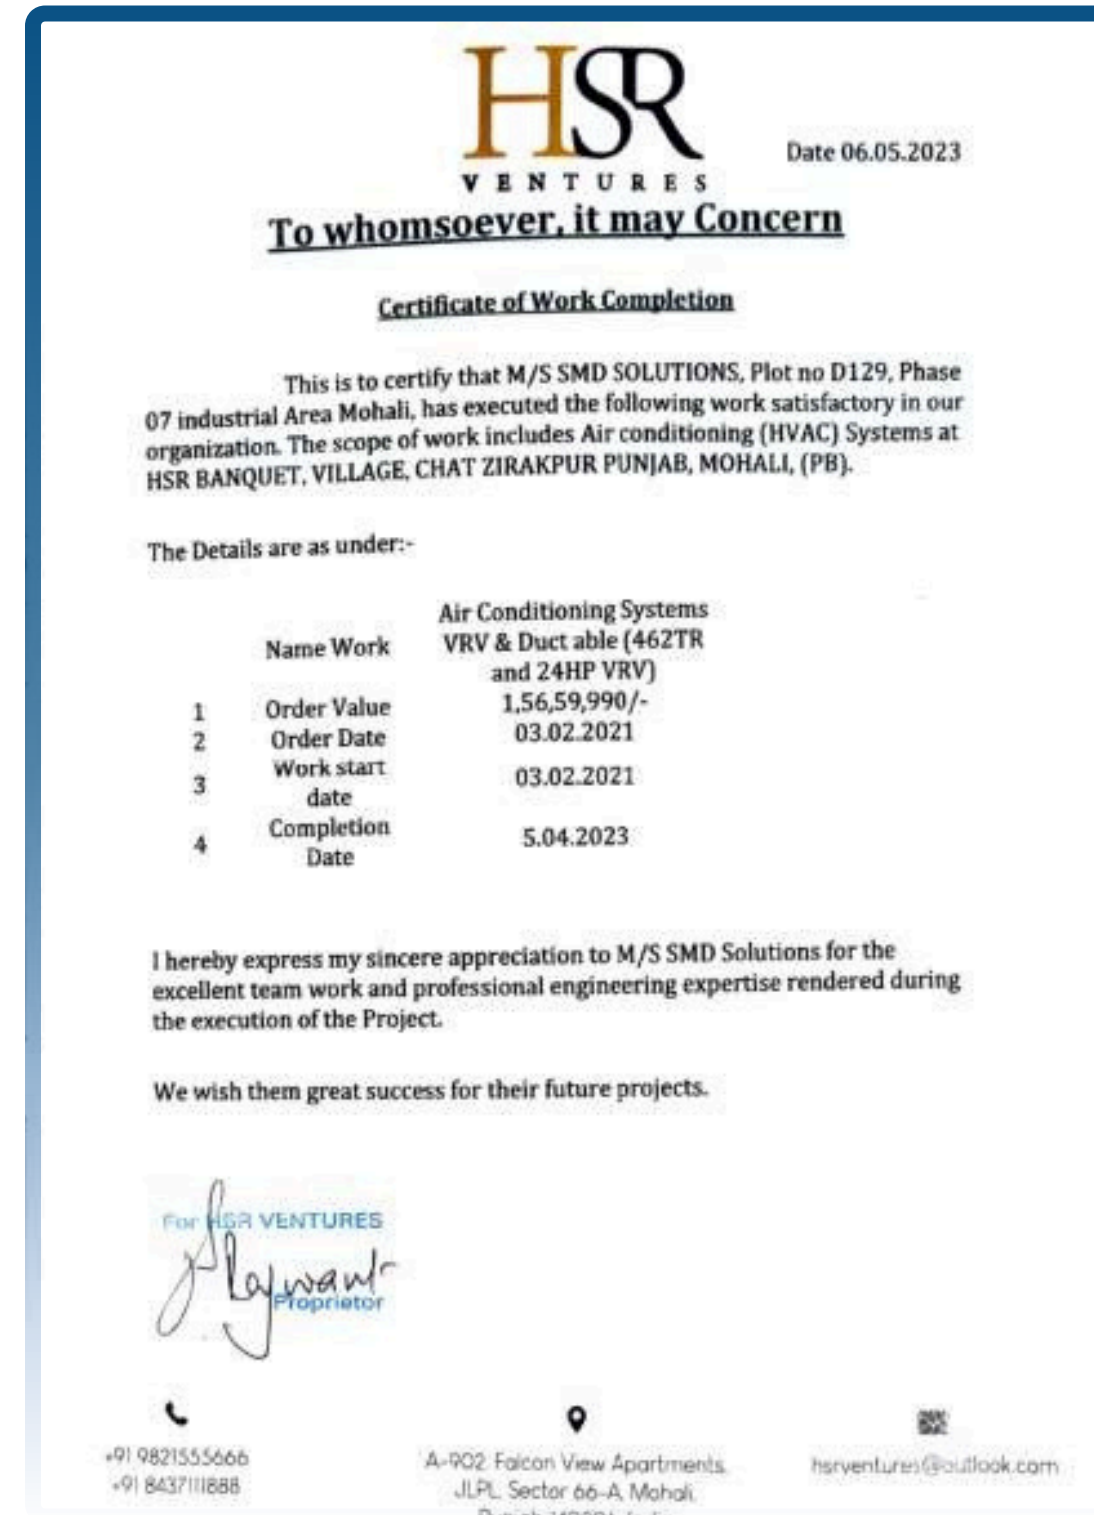 HSR
VENTURES
Date 06.05.2023
To whomsoever, it may Concern
Certificate of Work Completion
This is to certify that M/S SMD SOLUTIONS, Plot no D129, Phase
07 industrial Area Mohali, has executed the following work satisfactory in our
organization. The scope of work includes Air conditioning (HVAC) Systems at
HSR BANQUET, VILLAGE, CHAT ZIRAKPUR PUNJAB, MOHALI, (PB).
The Details are as under:-
Name Work Air Conditioning Systems
VRV & Duct able (462TR
and 24HP VRV)
1 Order Value 1,56,59,990/-
2 Order Date 03.02.2021
3 Work start date 03.02.2021
4 Completion Date 5.04.2023
I hereby express my sincere appreciation to M/S SMD Solutions for the
excellent team work and professional engineering expertise rendered during
the execution of the Project.
We wish them great success for their future projects.
For HSR VENTURES
Proprietor
+91 9821555666
+91 8437111888
A-902 Falcon View Apartments,
JLPL, Sector 66-A, Mohali,
hsrventures@outlook.com